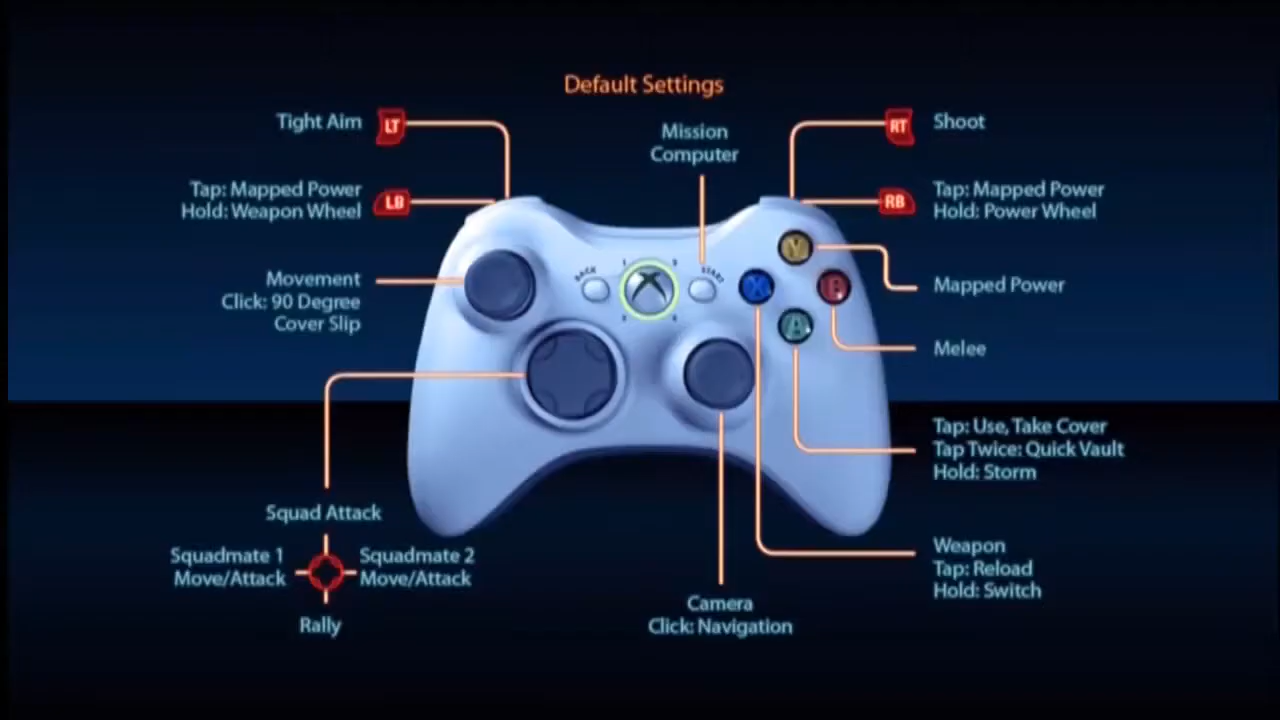 Default Settings
Tight Aim
LT
Mission
Computer
RT
Shoot
Tap: Mapped Power
Hold: Weapon Wheel
LB
RB
Tap: Mapped Power
Hold: Power Wheel
Movement
Click: 90 Degree
Cover Slip
BACK
START
Y
X
B
A
Mapped Power
Melee
Tap: Use, Take Cover
Tap Twice: Quick Vault
Hold: Storm
Squad Attack
Squadmate 1
Move/Attack
Squadmate 2
Move/Attack
Rally
Weapon
Tap: Reload
Hold: Switch
Camera
Click: Navigation